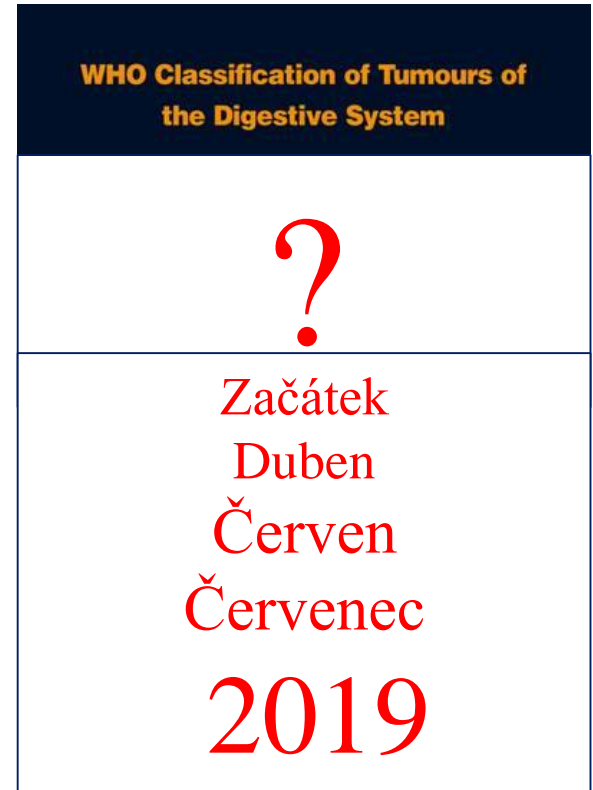 WHO Classification of Tumours of
the Digestive System
?
Začátek
Duben
Červen
Červenec
2019